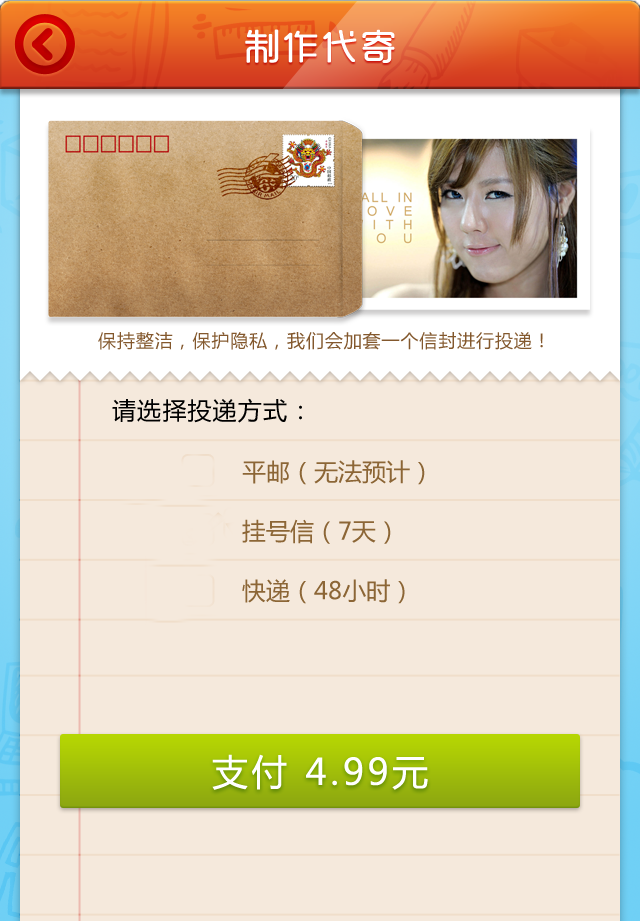 制作代寄
ALL IN
OVE
ITH
OU
保持整洁，保护隐私，我们会加套一个信封进行投递！
请选择投递方式：
平邮（无法预计）
挂号信（7天）
快递（48小时）
支付 4.99元